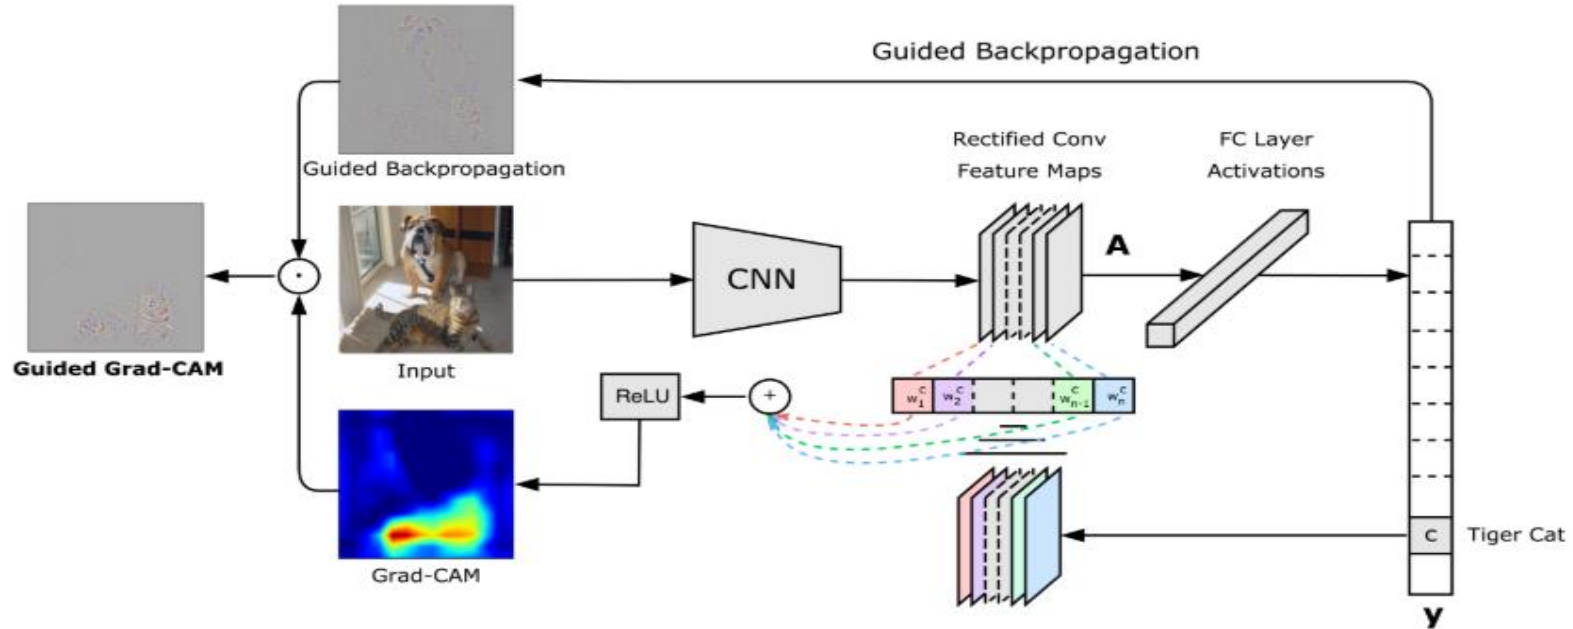 Guided Backpropagation
Rectified Conv
Feature Maps
FC Layer
Activations
Guided Backpropagation
A
CNN
Guided Grad-CAM
Input
ReLU
+
w₁ᶜ
w₂ᶜ
wₙ₋₁ᶜ
wₙᶜ
c
Tiger Cat
Grad-CAM
y